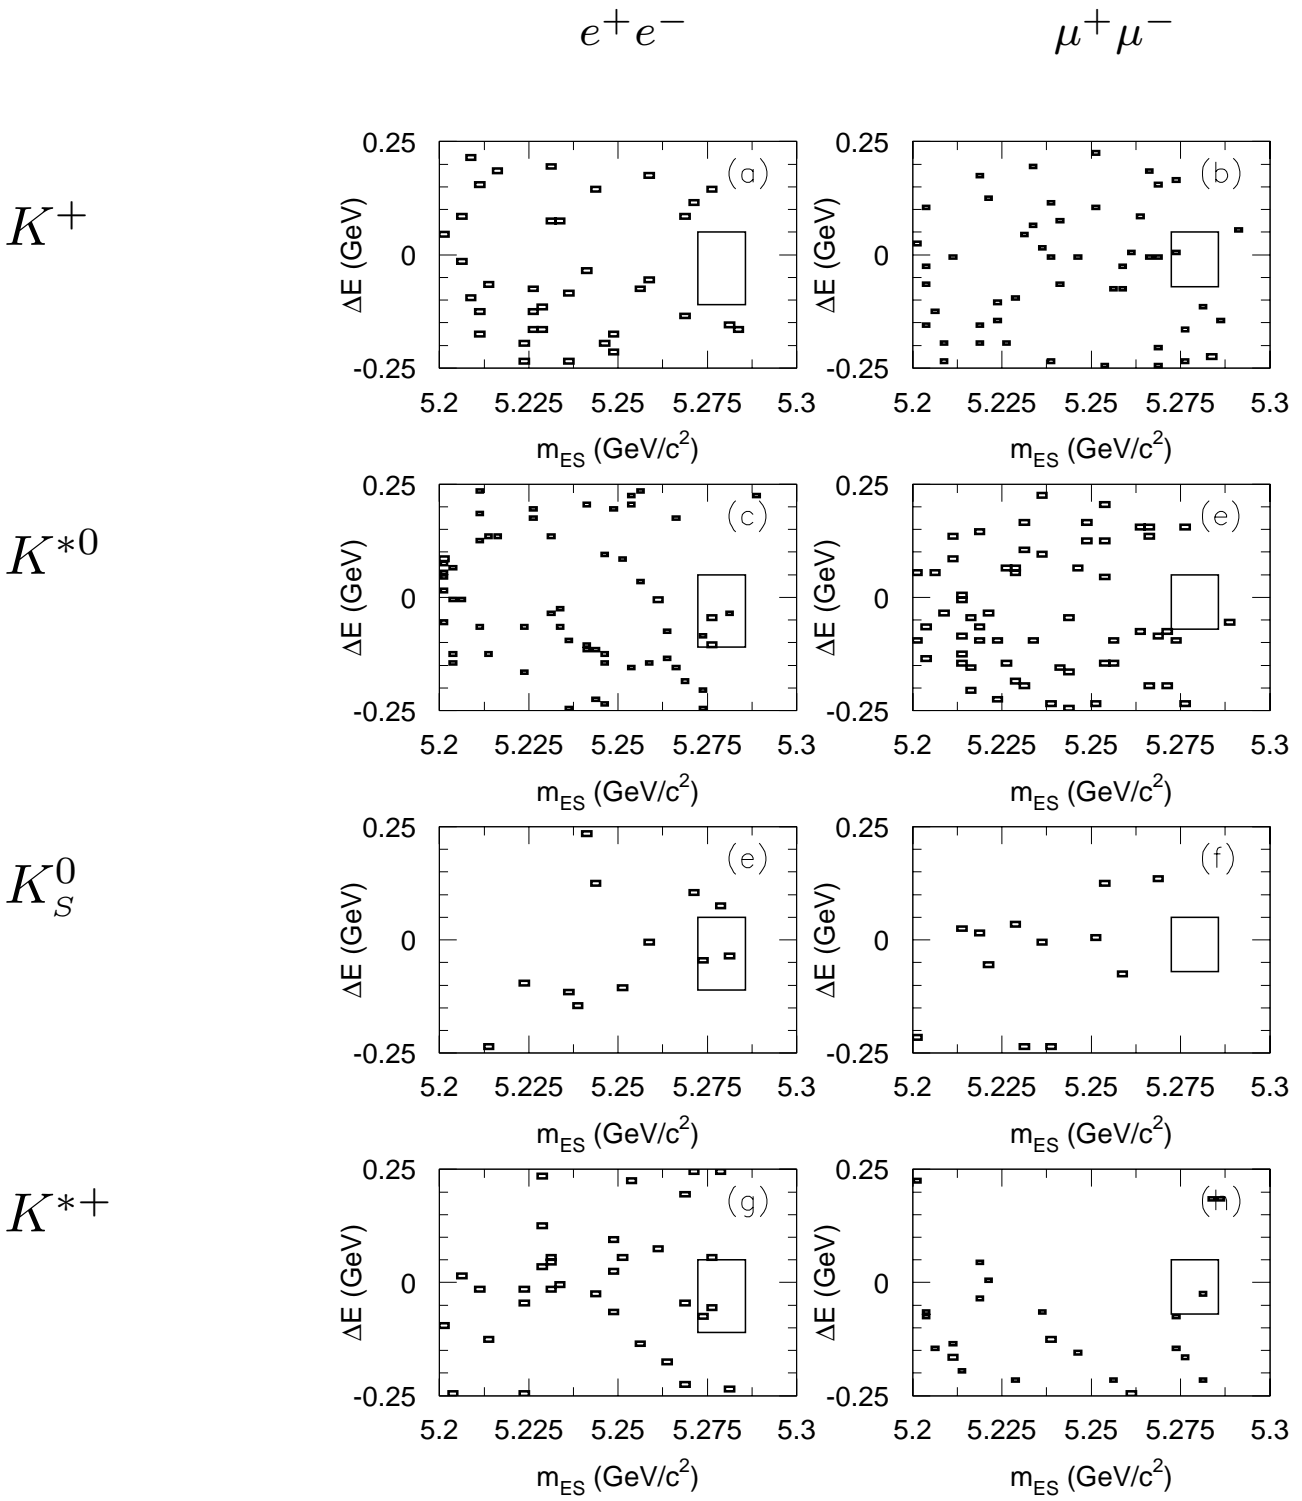 e⁺e⁻ μ⁺μ⁻
K⁺
0.25 (a) 0.25 (b)
ΔE (GeV) ΔE (GeV)
0 0
-0.25 -0.25
5.2 5.225 5.25 5.275 5.3 5.2 5.225 5.25 5.275 5.3
m_ES (GeV/c²) m_ES (GeV/c²)
K*⁰
0.25 (c) 0.25 (e)
ΔE (GeV) ΔE (GeV)
0 0
-0.25 -0.25
5.2 5.225 5.25 5.275 5.3 5.2 5.225 5.25 5.275 5.3
m_ES (GeV/c²) m_ES (GeV/c²)
K⁰_S
0.25 (e) 0.25 (f)
ΔE (GeV) ΔE (GeV)
0 0
-0.25 -0.25
5.2 5.225 5.25 5.275 5.3 5.2 5.225 5.25 5.275 5.3
m_ES (GeV/c²) m_ES (GeV/c²)
K*⁺
0.25 (g) 0.25 (h)
ΔE (GeV) ΔE (GeV)
0 0
-0.25 -0.25
5.2 5.225 5.25 5.275 5.3 5.2 5.225 5.25 5.275 5.3
m_ES (GeV/c²) m_ES (GeV/c²)